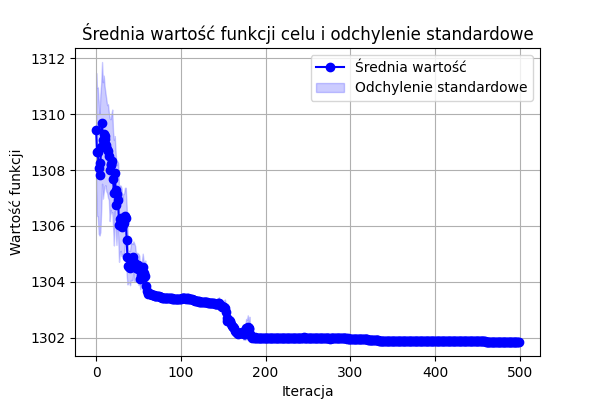 Średnia wartość funkcji celu i odchylenie standardowe
1312
1310
1308
1306
1304
1302
Wartość funkcji
Średnia wartość
Odchylenie standardowe
0
100
200
300
400
500
Iteracja